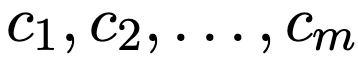 c₁, c₂, . . . , cₘ